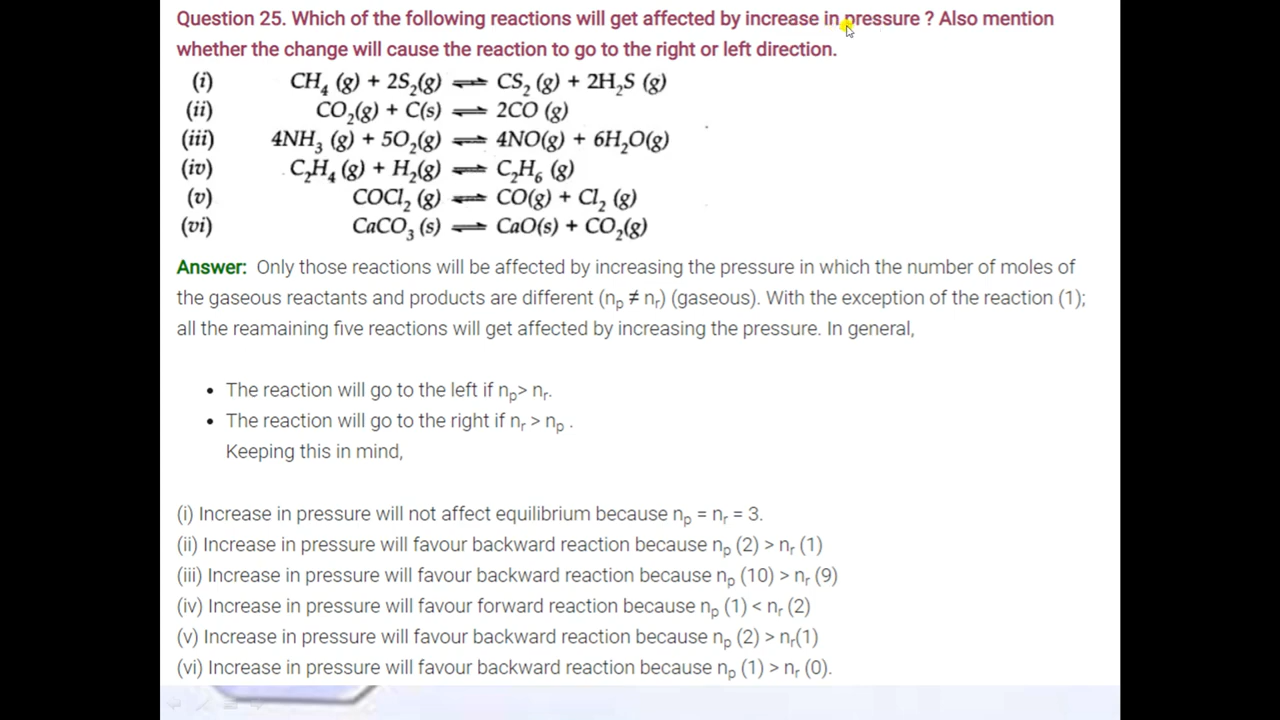 Question 25. Which of the following reactions will get affected by increase in pressure ? Also mention
whether the change will cause the reaction to go to the right or left direction.
(i) CH₄ (g) + 2S₂(g) ⇌ CS₂ (g) + 2H₂S (g)
(ii) CO₂(g) + C(s) ⇌ 2CO (g)
(iii) 4NH₃ (g) + 5O₂(g) ⇌ 4NO(g) + 6H₂O(g)
(iv) C₂H₄ (g) + H₂(g) ⇌ C₂H₆ (g)
(v) COCl₂ (g) ⇌ CO(g) + Cl₂ (g)
(vi) CaCO₃ (s) ⇌ CaO(s) + CO₂(g)
Answer: Only those reactions will be affected by increasing the pressure in which the number of moles of
the gaseous reactants and products are different (nₚ ≠ nᵣ) (gaseous). With the exception of the reaction (1);
all the reamaining five reactions will get affected by increasing the pressure. In general,
• The reaction will go to the left if nₚ> nᵣ.
• The reaction will go to the right if nᵣ > nₚ .
Keeping this in mind,
(i) Increase in pressure will not affect equilibrium because nₚ = nᵣ = 3.
(ii) Increase in pressure will favour backward reaction because nₚ (2) > nᵣ (1)
(iii) Increase in pressure will favour backward reaction because nₚ (10) > nᵣ (9)
(iv) Increase in pressure will favour forward reaction because nₚ (1) < nᵣ (2)
(v) Increase in pressure will favour backward reaction because nₚ (2) > nᵣ(1)
(vi) Increase in pressure will favour backward reaction because nₚ (1) > nᵣ (0).